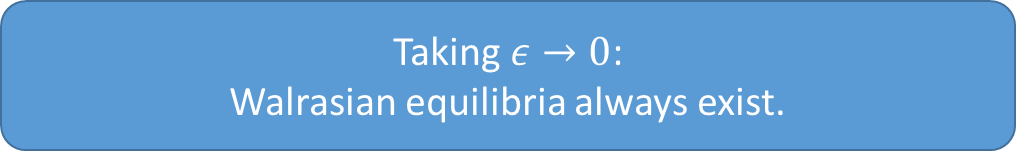 Taking ϵ → 0:
Walrasian equilibria always exist.